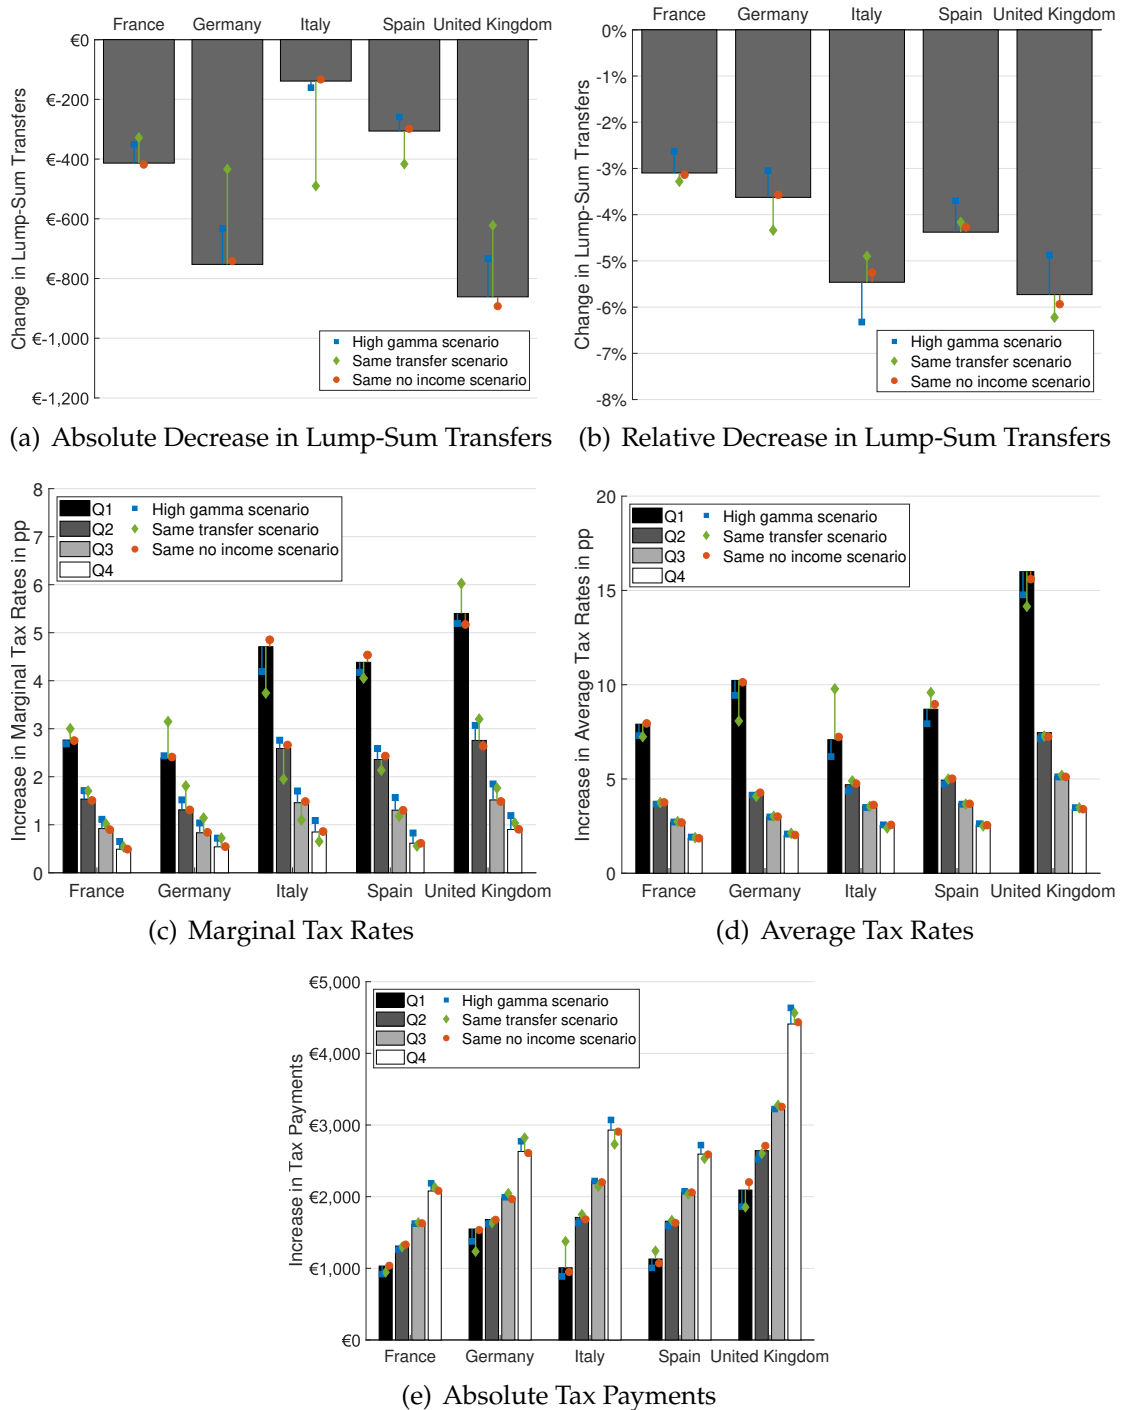 France Germany Italy Spain United Kingdom
€0
€-200
€-400
€-600
€-800
€-1,000
€-1,200
Change in Lump-Sum Transfers
High gamma scenario
Same transfer scenario
Same no income scenario
(a) Absolute Decrease in Lump-Sum Transfers
France Germany Italy Spain United Kingdom
0%
-1%
-2%
-3%
-4%
-5%
-6%
-7%
-8%
Change in Lump-Sum Transfers
High gamma scenario
Same transfer scenario
Same no income scenario
(b) Relative Decrease in Lump-Sum Transfers
8
7
6
5
4
3
2
1
0
Increase in Marginal Tax Rates in pp
Q1 High gamma scenario
Q2 Same transfer scenario
Q3 Same no income scenario
Q4
France Germany Italy Spain United Kingdom
(c) Marginal Tax Rates
20
15
10
5
0
Increase in Average Tax Rates in pp
Q1 High gamma scenario
Q2 Same transfer scenario
Q3 Same no income scenario
Q4
France Germany Italy Spain United Kingdom
(d) Average Tax Rates
€5,000
€4,000
€3,000
€2,000
€1,000
€0
Increase in Tax Payments
Q1 High gamma scenario
Q2 Same transfer scenario
Q3 Same no income scenario
Q4
France Germany Italy Spain United Kingdom
(e) Absolute Tax Payments